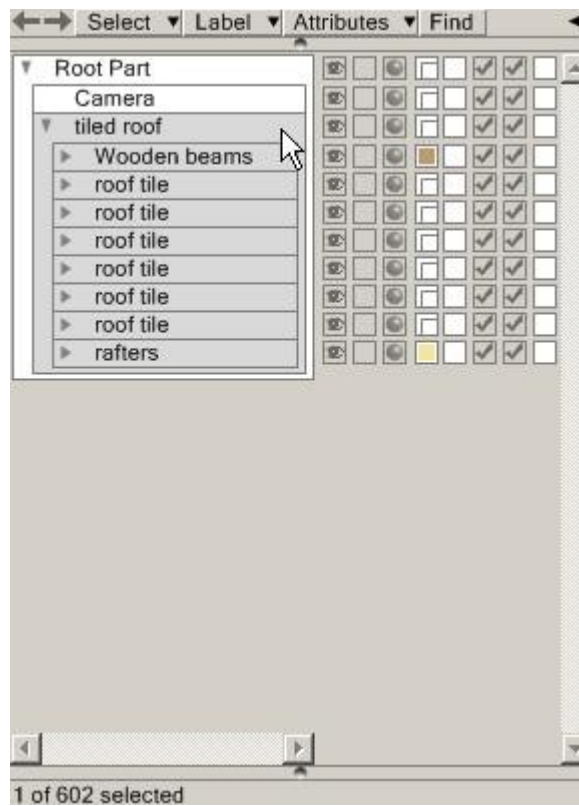 Select Label Attributes Find
Root Part
Camera
tiled roof
Wooden beams
roof tile
roof tile
roof tile
roof tile
roof tile
roof tile
rafters
1 of 602 selected